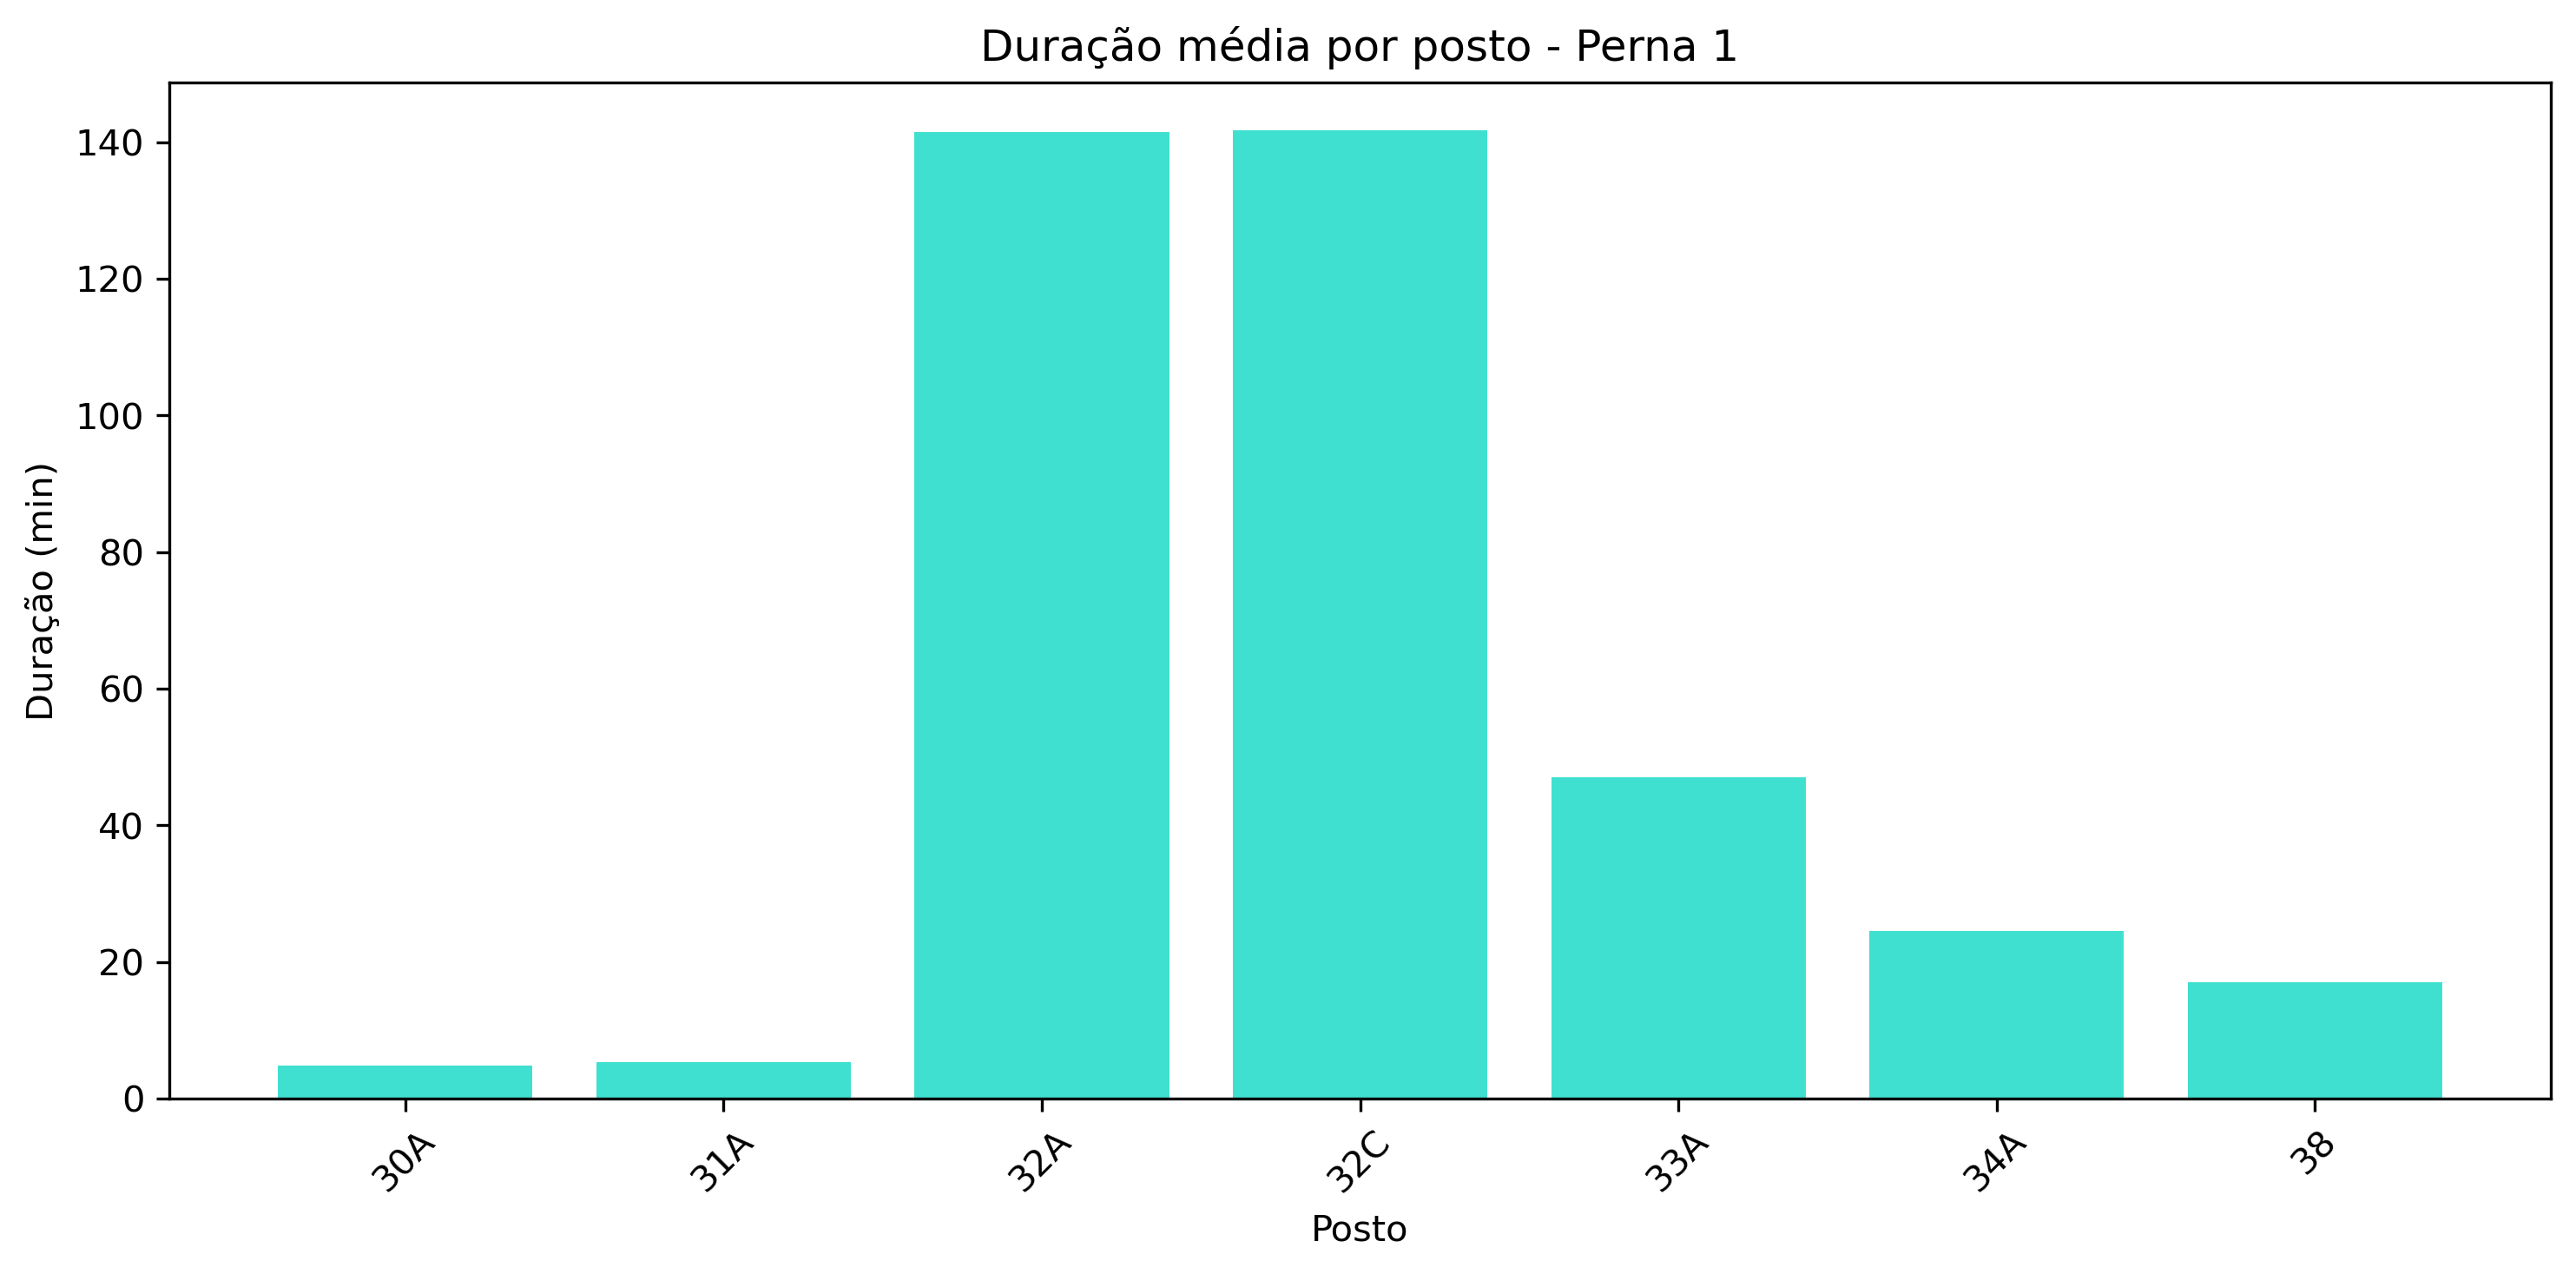 Duração média por posto - Perna 1
Duração (min)
140
120
100
80
60
40
20
0
30A
31A
32A
32C
33A
34A
38
Posto